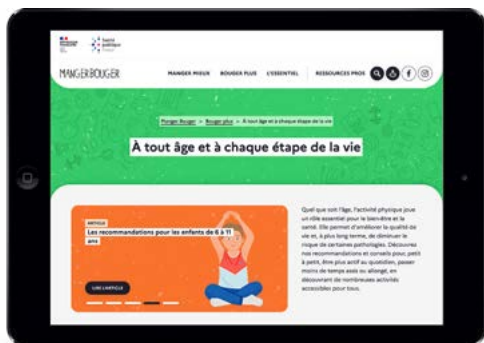 Santé
publique
MANGERBOUGER
MANGER MIEUX BOUGER PLUS L'ESSENTIEL RESSOURCES PROS
Manger Bouger > Bouger plus > À tout âge et à chaque étape de la vie
À tout âge et à chaque étape de la vie
ARTICLE
Les recommandations pour les enfants de 6 à 11
ans
LIRE L'ARTICLE
Quel que soit l'âge, l'activité physique joue
un rôle essentiel pour le bien-être et la
santé. Elle permet d'améliorer la qualité de
vie et, à plus long terme, de diminuer le
risque de certaines pathologies. Découvrez
nos recommandations et conseils pour, petit
à petit, être plus actif au quotidien, passer
moins de temps assis ou allongé, en
découvrant de nombreuses activités
accessibles pour tous.